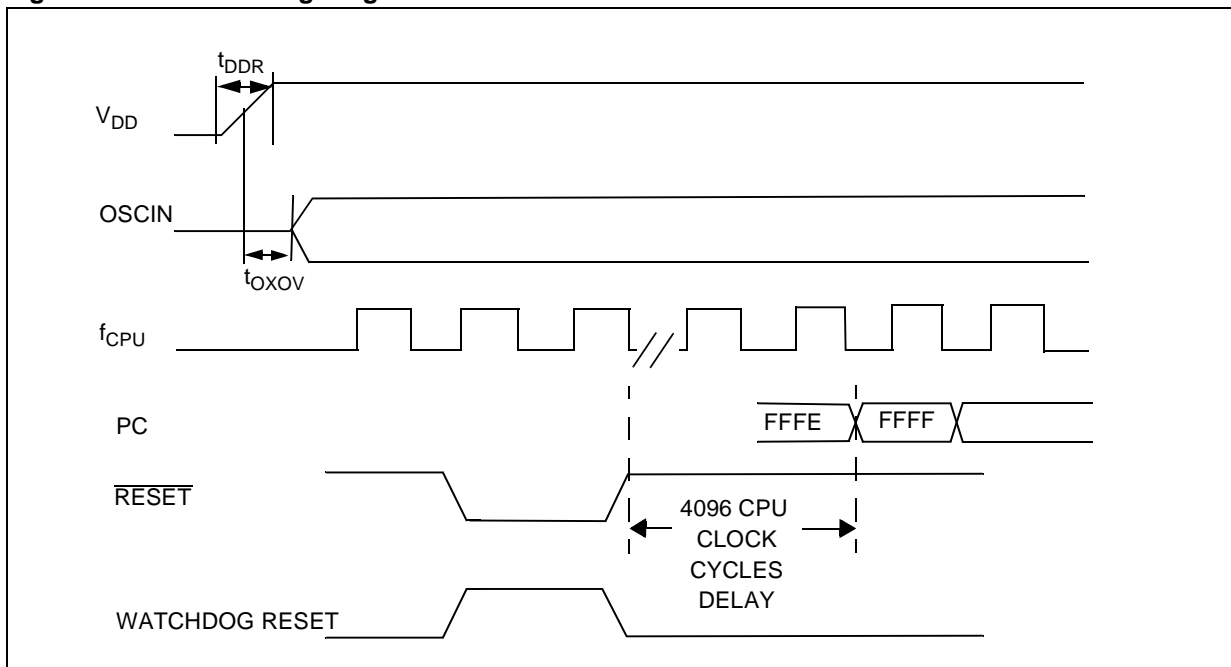 tDDR
VDD
OSCIN
tOXOV
fCPU
PC
FFFE
FFFF
RESET
4096 CPU
CLOCK
CYCLES
DELAY
WATCHDOG RESET